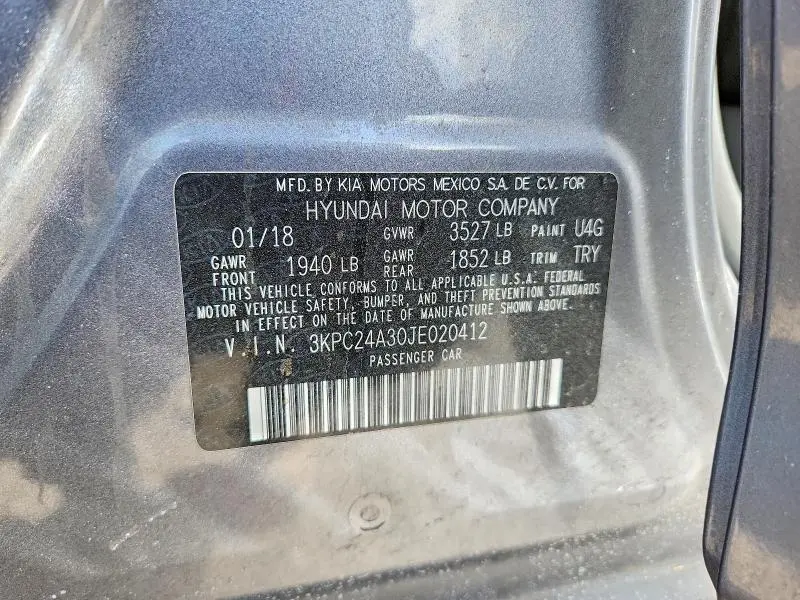 MFD. BY KIA MOTORS MEXICO S.A. DE C.V. FOR
HYUNDAI MOTOR COMPANY
01/18 GVWR 3527 LB PAINT U4G
GAWR FRONT 1940 LB GAWR REAR 1852 LB TRIM TRY
THIS VEHICLE CONFORMS TO ALL APPLICABLE U.S.A. FEDERAL
MOTOR VEHICLE SAFETY, BUMPER, AND THEFT PREVENTION STANDARDS
IN EFFECT ON THE DATE OF MANUFACTURE SHOWN ABOVE.
V.I.N. 3KPC24A30JE020412
PASSENGER CAR